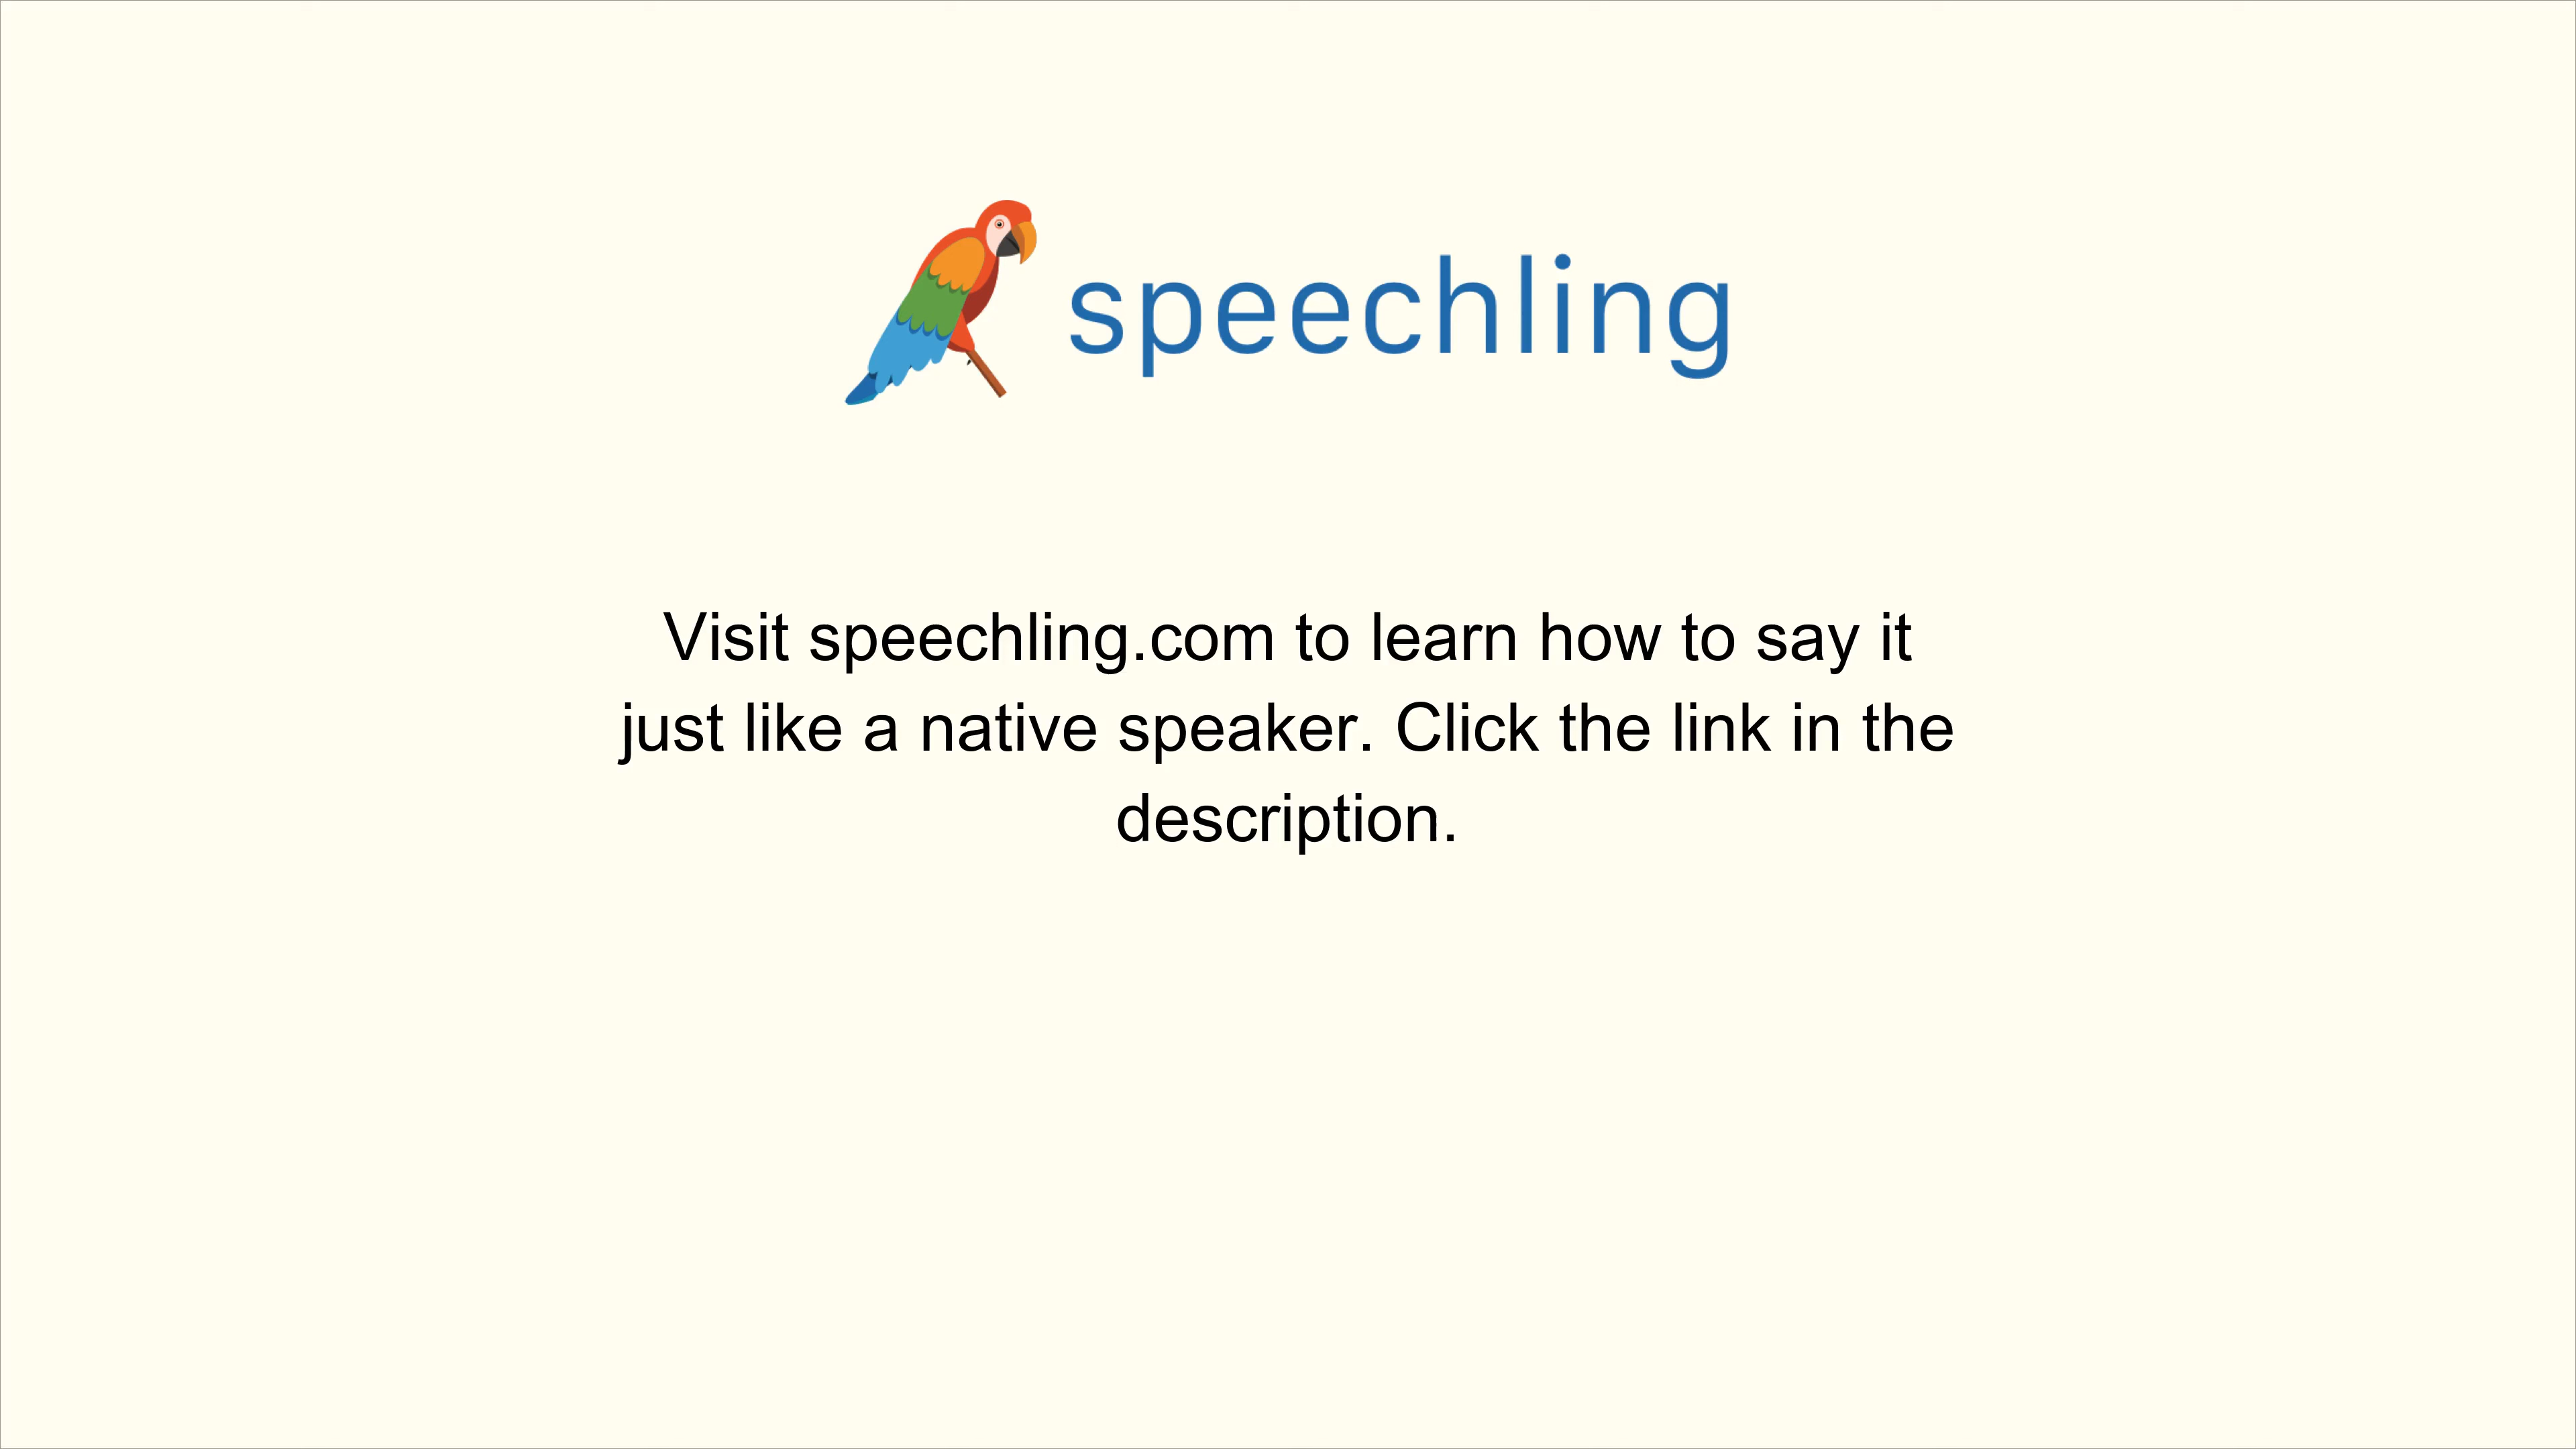 speechling
Visit speechling.com to learn how to say it
just like a native speaker. Click the link in the
description.